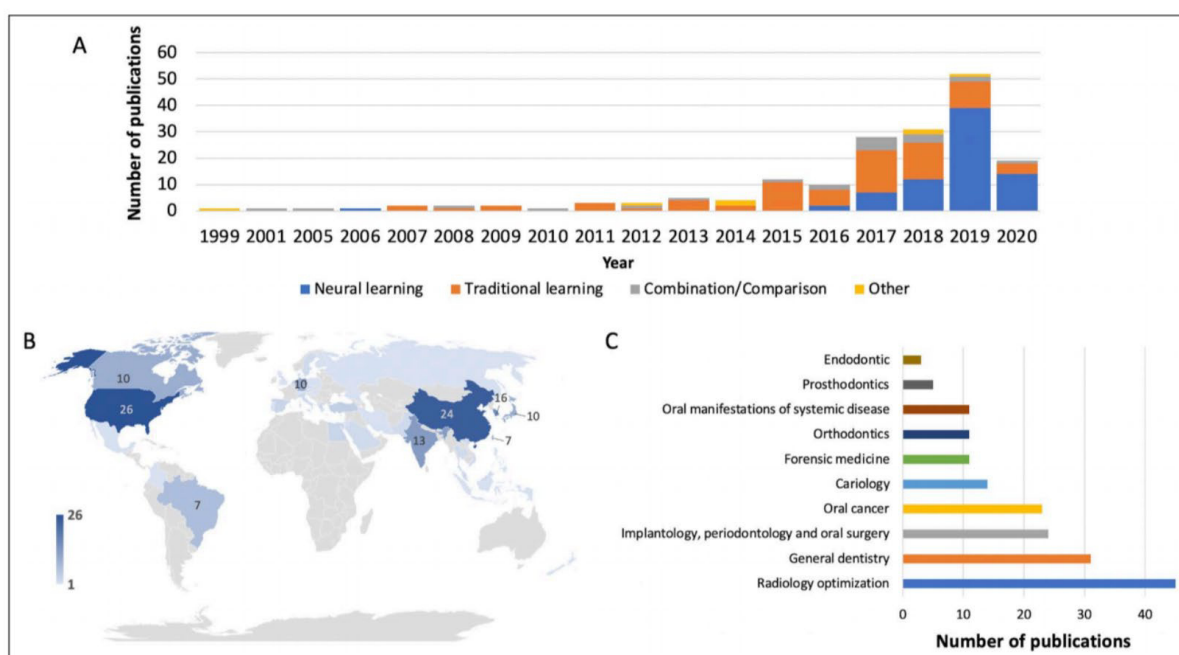 A
Number of publications
60
50
40
30
20
10
0
1999 2001 2005 2006 2007 2008 2009 2010 2011 2012 2013 2014 2015 2016 2017 2018 2019 2020
Year
Neural learning Traditional learning Combination/Comparison Other
B
10
26
10
16
24
10
13
7
7
26
1
C
Endodontic
Prosthodontics
Oral manifestations of systemic disease
Orthodontics
Forensic medicine
Cariology
Oral cancer
Implantology, periodontology and oral surgery
General dentistry
Radiology optimization
0 10 20 30 40
Number of publications